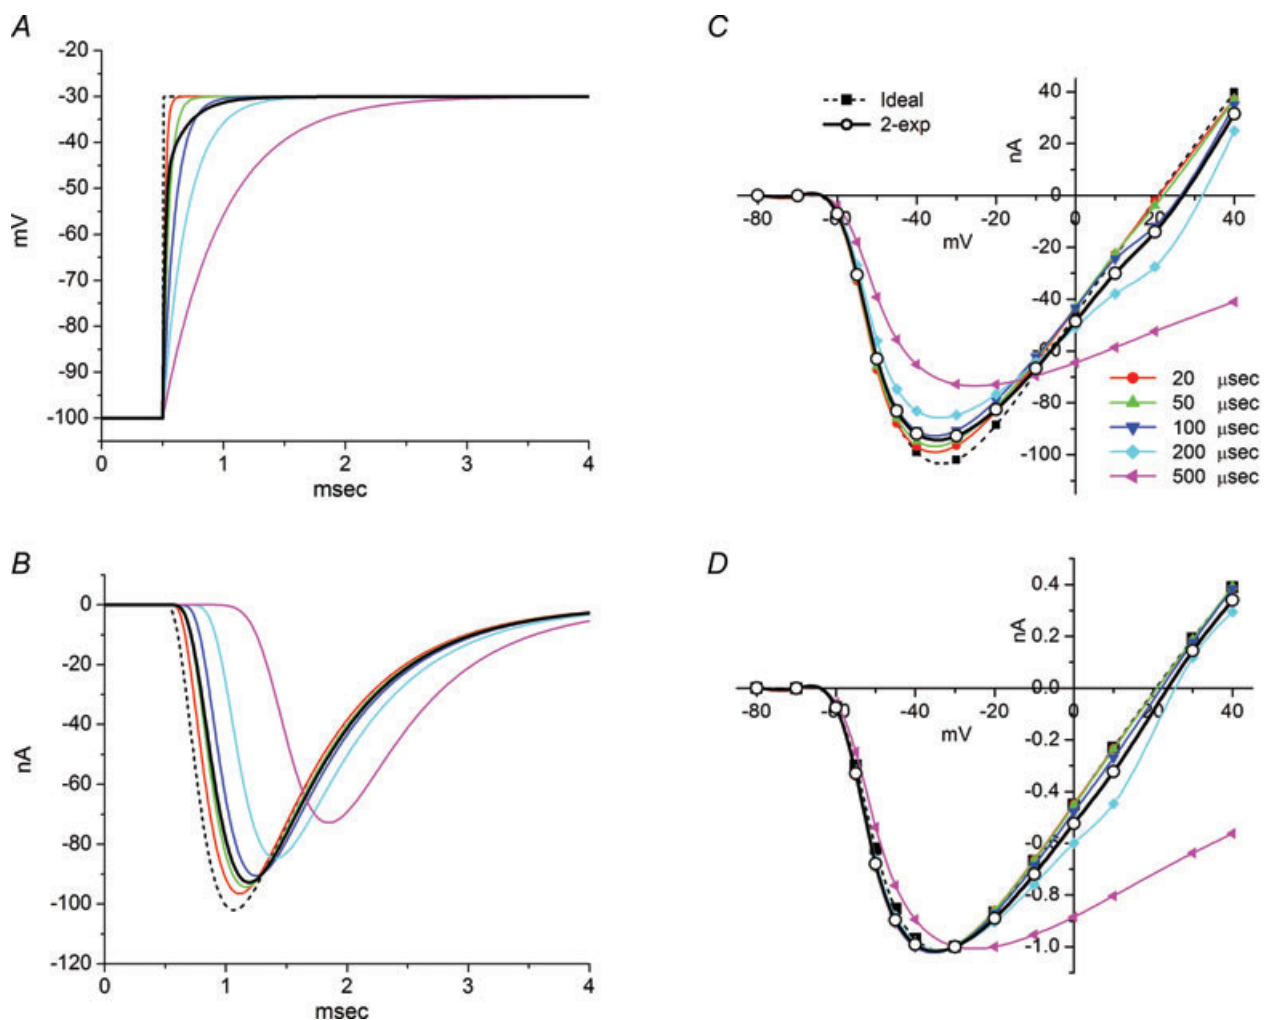 A
-20
-30
-40
-50
-60
-70
-80
-90
-100
mV
0 1 2 3 4
msec
B
0
-20
-40
-60
-80
-100
-120
nA
0 1 2 3 4
msec
C
Ideal
2-exp
40
20
0
-20
-40
-80
-100
nA
-80 -60 -40 -20 0 20 40
mV
20 μsec
50 μsec
100 μsec
200 μsec
500 μsec
D
0.4
0.2
0.0
-0.2
-0.4
-0.6
-0.8
-1.0
nA
-80 -60 -40 -20 0 20 40
mV